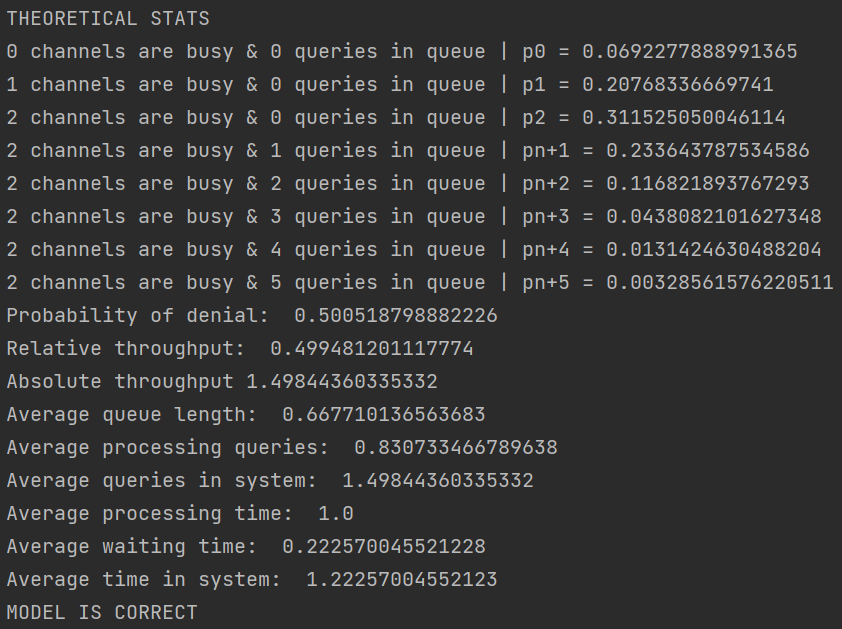 THEORETICAL STATS
0 channels are busy & 0 queries in queue | p0 = 0.0692277888991365
1 channels are busy & 0 queries in queue | p1 = 0.20768336669741
2 channels are busy & 0 queries in queue | p2 = 0.311525050046114
2 channels are busy & 1 queries in queue | pn+1 = 0.233643787534586
2 channels are busy & 2 queries in queue | pn+2 = 0.116821893767293
2 channels are busy & 3 queries in queue | pn+3 = 0.0438082101627348
2 channels are busy & 4 queries in queue | pn+4 = 0.0131424630488204
2 channels are busy & 5 queries in queue | pn+5 = 0.00328561576220511
Probability of denial:  0.500518798882226
Relative throughput:  0.499481201117774
Absolute throughput 1.49844360335332
Average queue length:  0.667710136563683
Average processing queries:  0.830733466789638
Average queries in system:  1.49844360335332
Average processing time:  1.0
Average waiting time:  0.222570045521228
Average time in system:  1.22257004552123
MODEL IS CORRECT